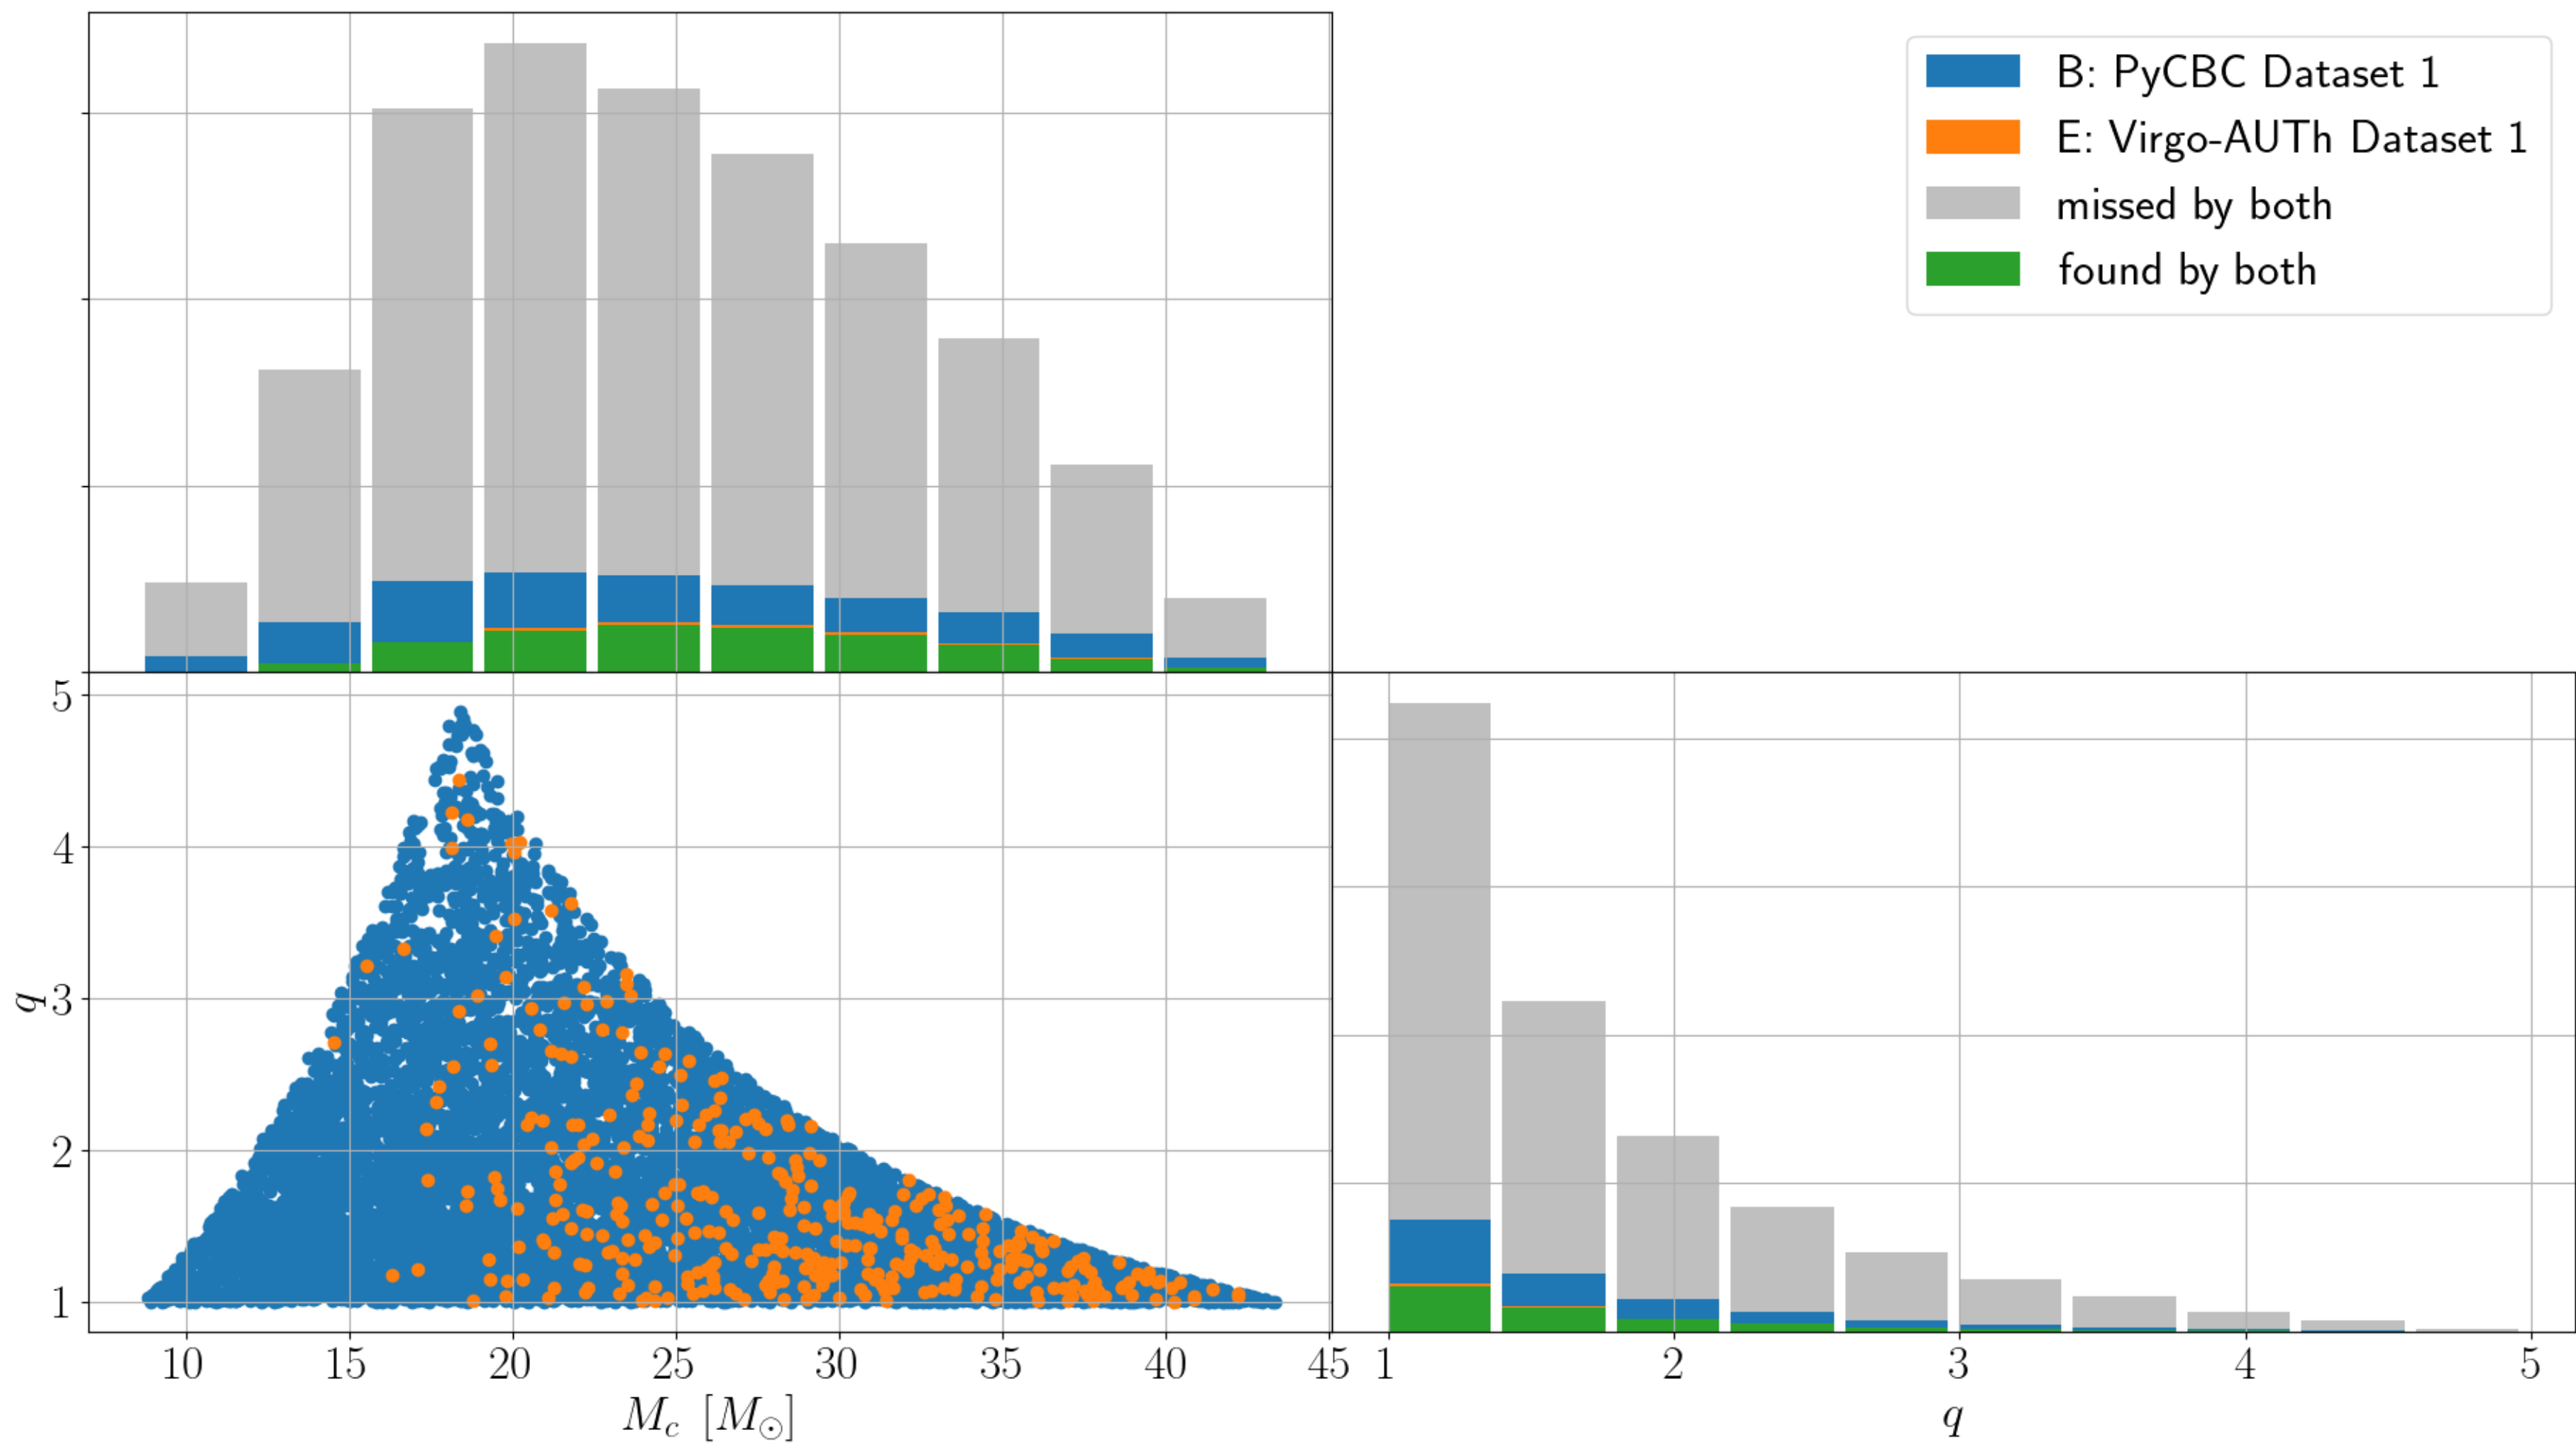 B: PyCBC Dataset 1
E: Virgo-AUTh Dataset 1
missed by both
found by both
5
4
3
2
1
q
10 15 20 25 30 35 40 45
M_c [M_⊙]
1 2 3 4 5
q